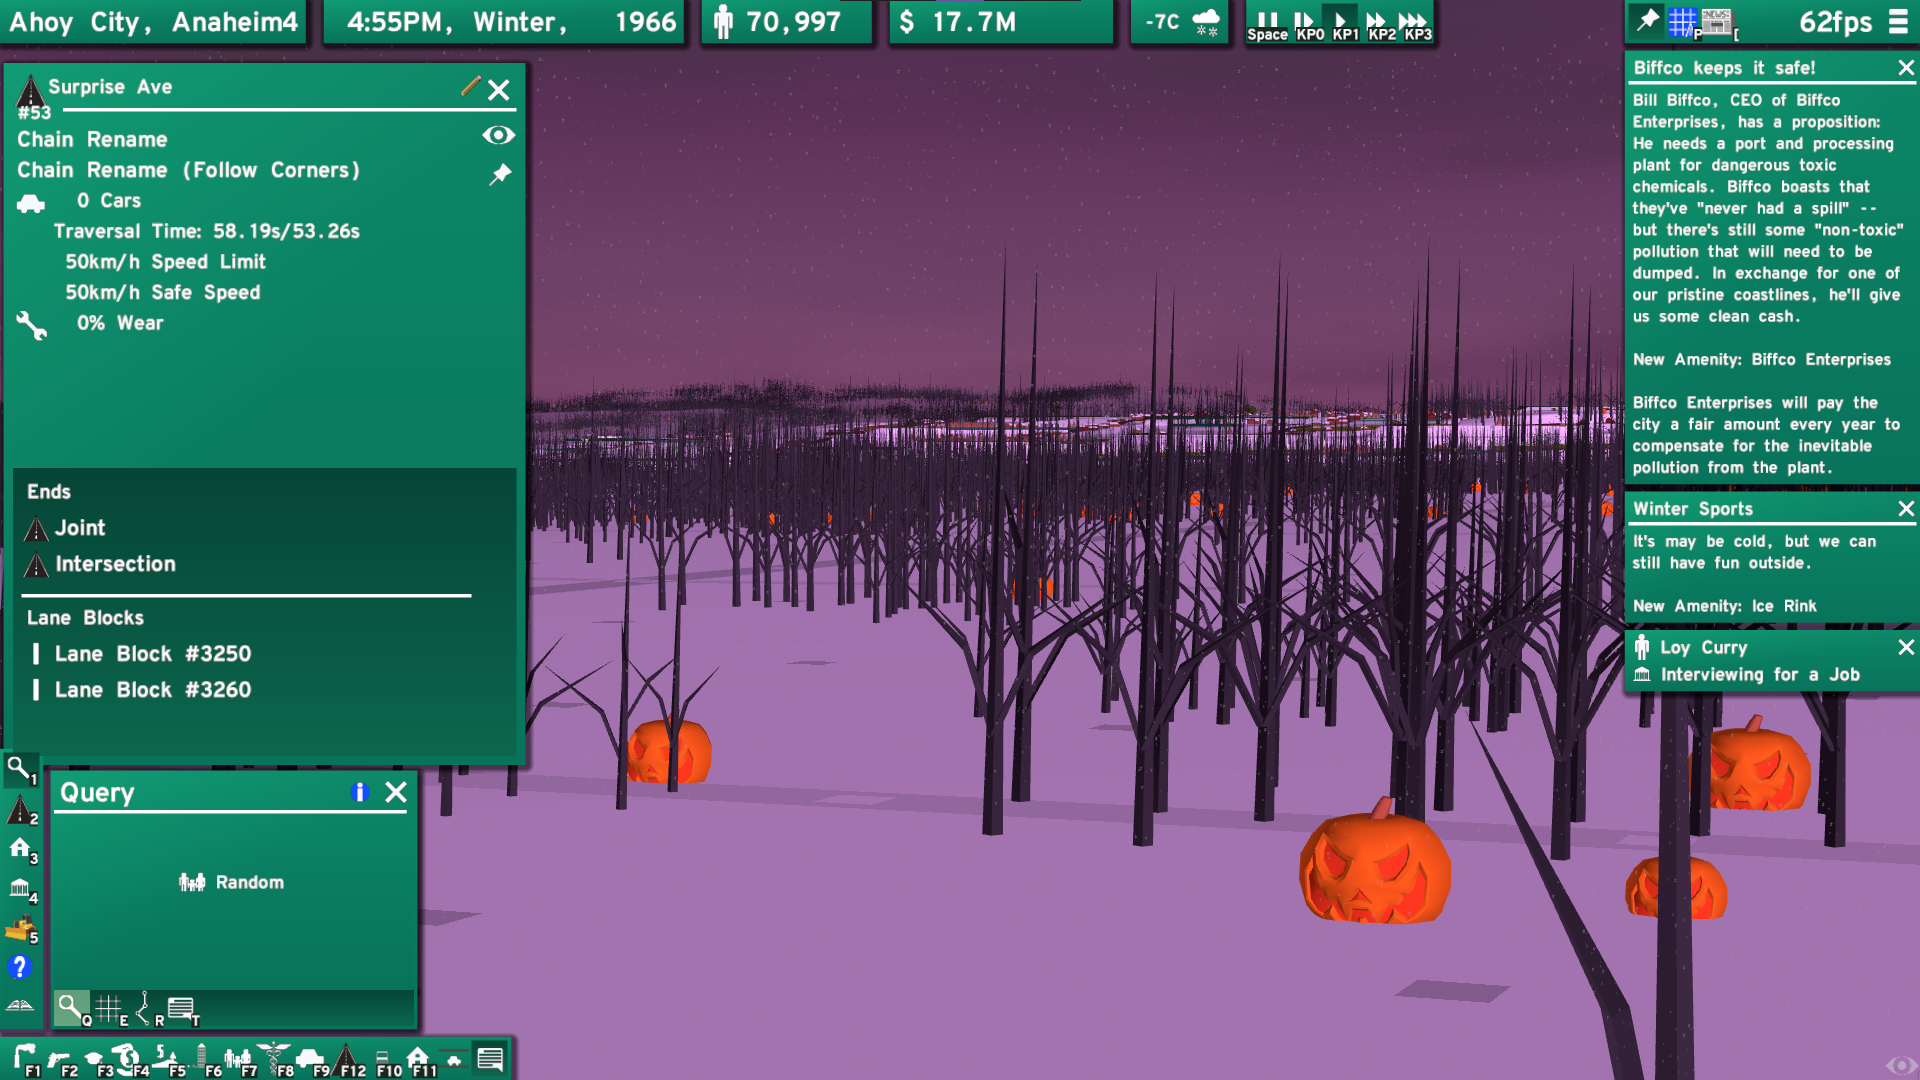 Ahoy City, Anaheim4
4:55PM, Winter, 1966
70,997
$ 17.7M
-7C
Space KP0 KP1 KP2 KP3
P [
NEWS
62fps
Surprise Ave
#53
Chain Rename
Chain Rename (Follow Corners)
0 Cars
Traversal Time: 58.19s/53.26s
50km/h Speed Limit
50km/h Safe Speed
0% Wear
Ends
Joint
Intersection
Lane Blocks
Lane Block #3250
Lane Block #3260
Biffco keeps it safe!
Bill Biffco, CEO of Biffco
Enterprises, has a proposition:
He needs a port and processing
plant for dangerous toxic
chemicals. Biffco boasts that
they've "never had a spill" --
but there's still some "non-toxic"
pollution that will need to be
dumped. In exchange for one of
our pristine coastlines, he'll give
us some clean cash.
New Amenity: Biffco Enterprises
Biffco Enterprises will pay the
city a fair amount every year to
compensate for the inevitable
pollution from the plant.
Winter Sports
It's may be cold, but we can
still have fun outside.
New Amenity: Ice Rink
Loy Curry
Interviewing for a Job
1
2
3
4
5
?
Query
i
Random
Q E R T
F1 F2 F3 F4 F5 F6 F7 F8 F9 F12 F10 F11